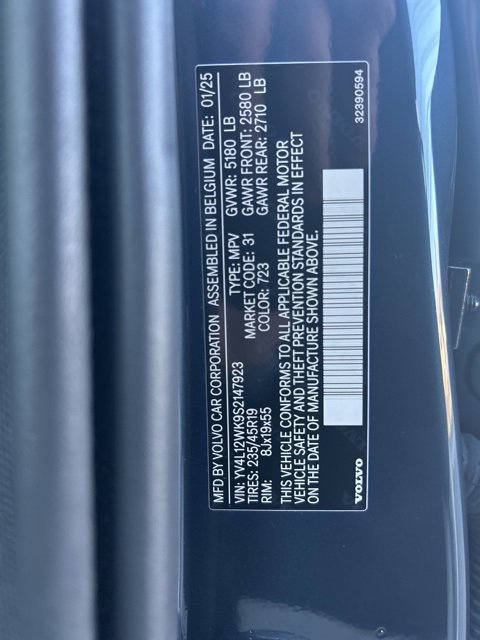 MFD BY VOLVO CAR CORPORATION ASSEMBLED IN BELGIUM DATE: 01/25
VIN: YV4L12WK9S2147923 TYPE: MPV GVWR: 5180 LB
TIRES: 235/45R19 MARKET CODE: 31 GAWR FRONT: 2580 LB
RIM: 8Jx19x55 COLOR: 723 GAWR REAR: 2710 LB
THIS VEHICLE CONFORMS TO ALL APPLICABLE FEDERAL MOTOR
VEHICLE SAFETY AND THEFT PREVENTION STANDARDS IN EFFECT
ON THE DATE OF MANUFACTURE SHOWN ABOVE.
VOLVO 32390594